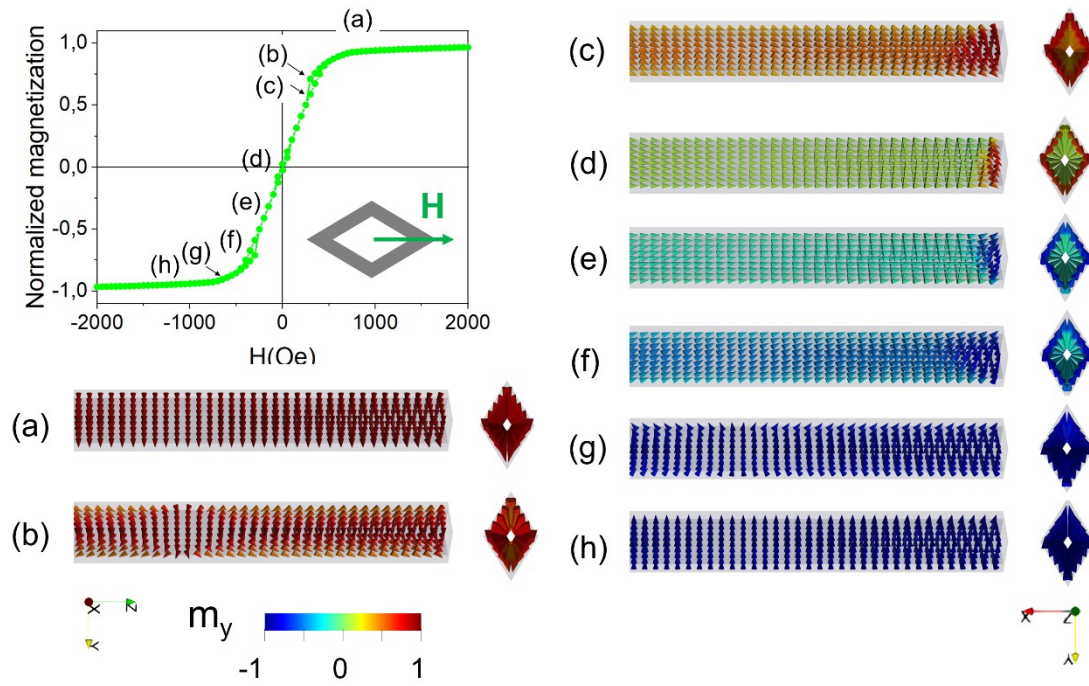 (a)
1,0
(b)
0,5
(c)
Normalized magnetization
0,0
(d)
(e)
H
-0,5
(f)
(g)
(h)
-1,0
-2000 -1000 0 1000 2000
H(Oe)
(a)
(b)
X Z
Y
my
-1 0 1
(c)
(d)
(e)
(f)
(g)
(h)
X Z
Y